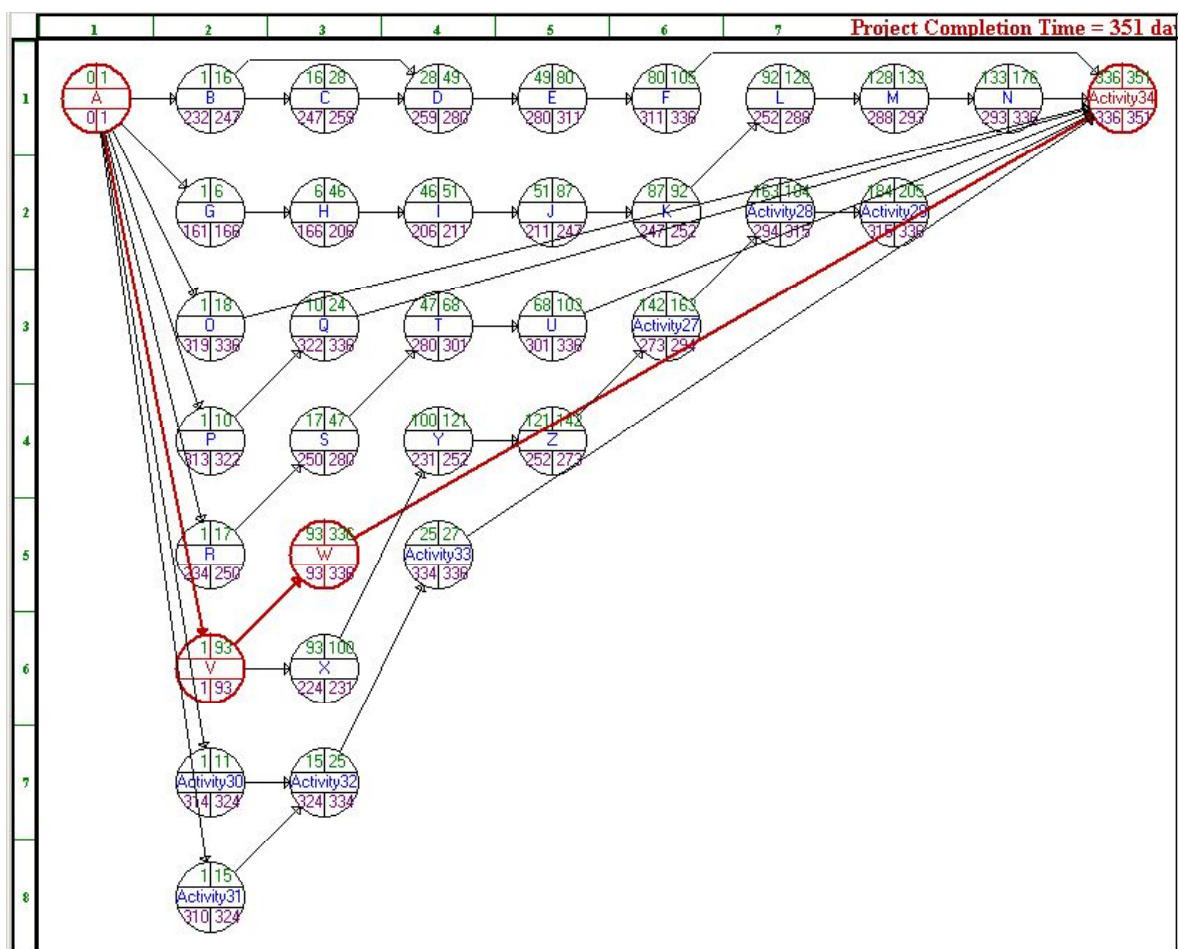 1 2 3 4 5 6 7
Project Completion Time = 351 da
1
0 1 1 16 16 28 28 49 49 80 80 105 92 128 128 133 133 176 336 351
A B C D E F L M N Activity34
0 1 232 247 247 259 259 280 280 311 311 336 252 288 288 293 293 336 336 351
2
1 6 6 46 46 51 51 87 87 92 163 184 184 205
G H I J K Activity28 Activity29
161 166 166 206 206 211 211 247 247 252 294 315 315 336
3
1 18 10 24 47 68 68 103 142 163
O Q T U Activity27
319 336 322 336 280 301 301 336 273 294
4
1 10 17 47 100 121 121 142
P S Y Z
313 322 250 280 231 252 252 273
5
1 17 93 336 25 27
R W Activity33
234 250 93 336 334 336
6
1 93 93 100
V X
1 93 224 231
7
1 11 15 25
Activity30 Activity32
314 324 324 334
8
1 15
Activity31
310 324